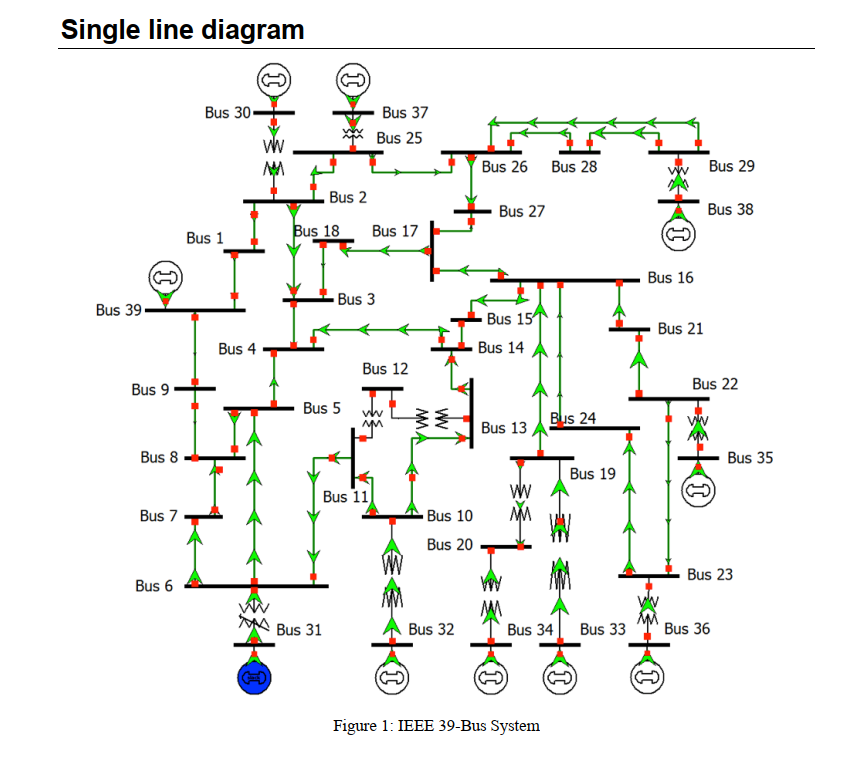 Single line diagram
Bus 30
Bus 37
Bus 25
Bus 26
Bus 28
Bus 29
Bus 2
Bus 38
Bus 27
Bus 18
Bus 17
Bus 1
Bus 16
Bus 39
Bus 3
Bus 15
Bus 21
Bus 4
Bus 14
Bus 12
Bus 9
Bus 22
Bus 5
Bus 24
Bus 13
Bus 8
Bus 35
Bus 19
Bus 11
Bus 7
Bus 10
Bus 20
Bus 6
Bus 23
Bus 31
Bus 32
Bus 34
Bus 33
Bus 36
Figure 1: IEEE 39-Bus System